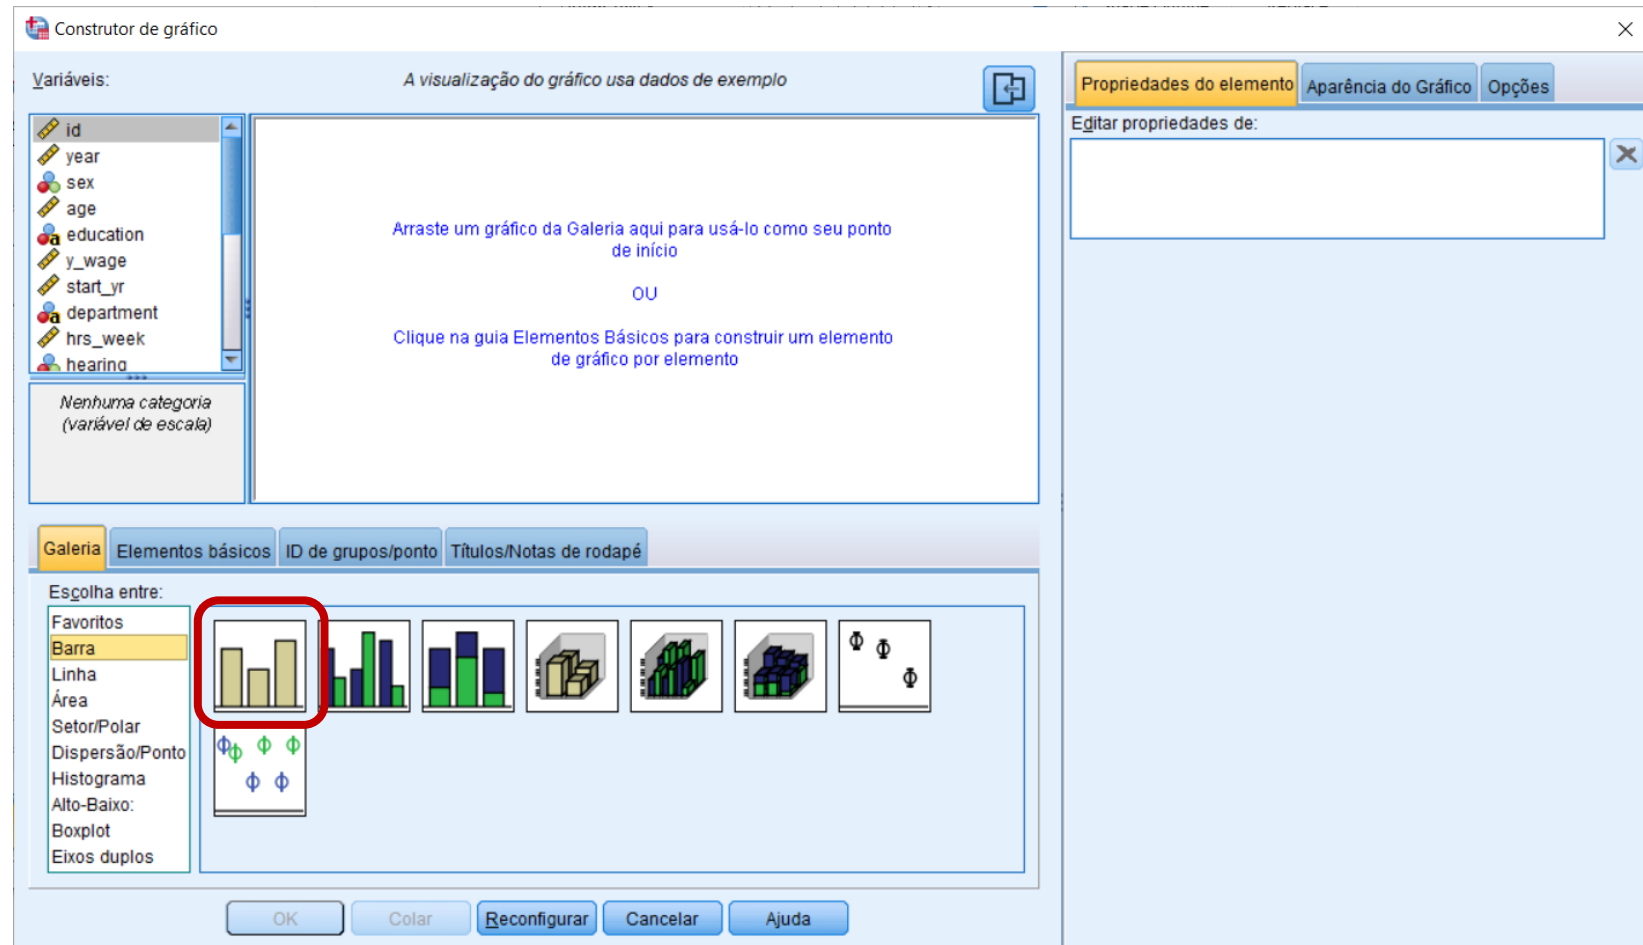 Construtor de gráfico
Variáveis:
A visualização do gráfico usa dados de exemplo
id
year
sex
age
education
y_wage
start_yr
department
hrs_week
hearing
Nenhuma categoria
(variável de escala)
Arraste um gráfico da Galeria aqui para usá-lo como seu ponto
de início
OU
Clique na guia Elementos Básicos para construir um elemento
de gráfico por elemento
Propriedades do elemento
Aparência do Gráfico
Opções
Editar propriedades de:
Galeria
Elementos básicos
ID de grupos/ponto
Títulos/Notas de rodapé
Escolha entre:
Favoritos
Barra
Linha
Área
Setor/Polar
Dispersão/Ponto
Histograma
Alto-Baixo:
Boxplot
Eixos duplos
OK
Colar
Reconfigurar
Cancelar
Ajuda